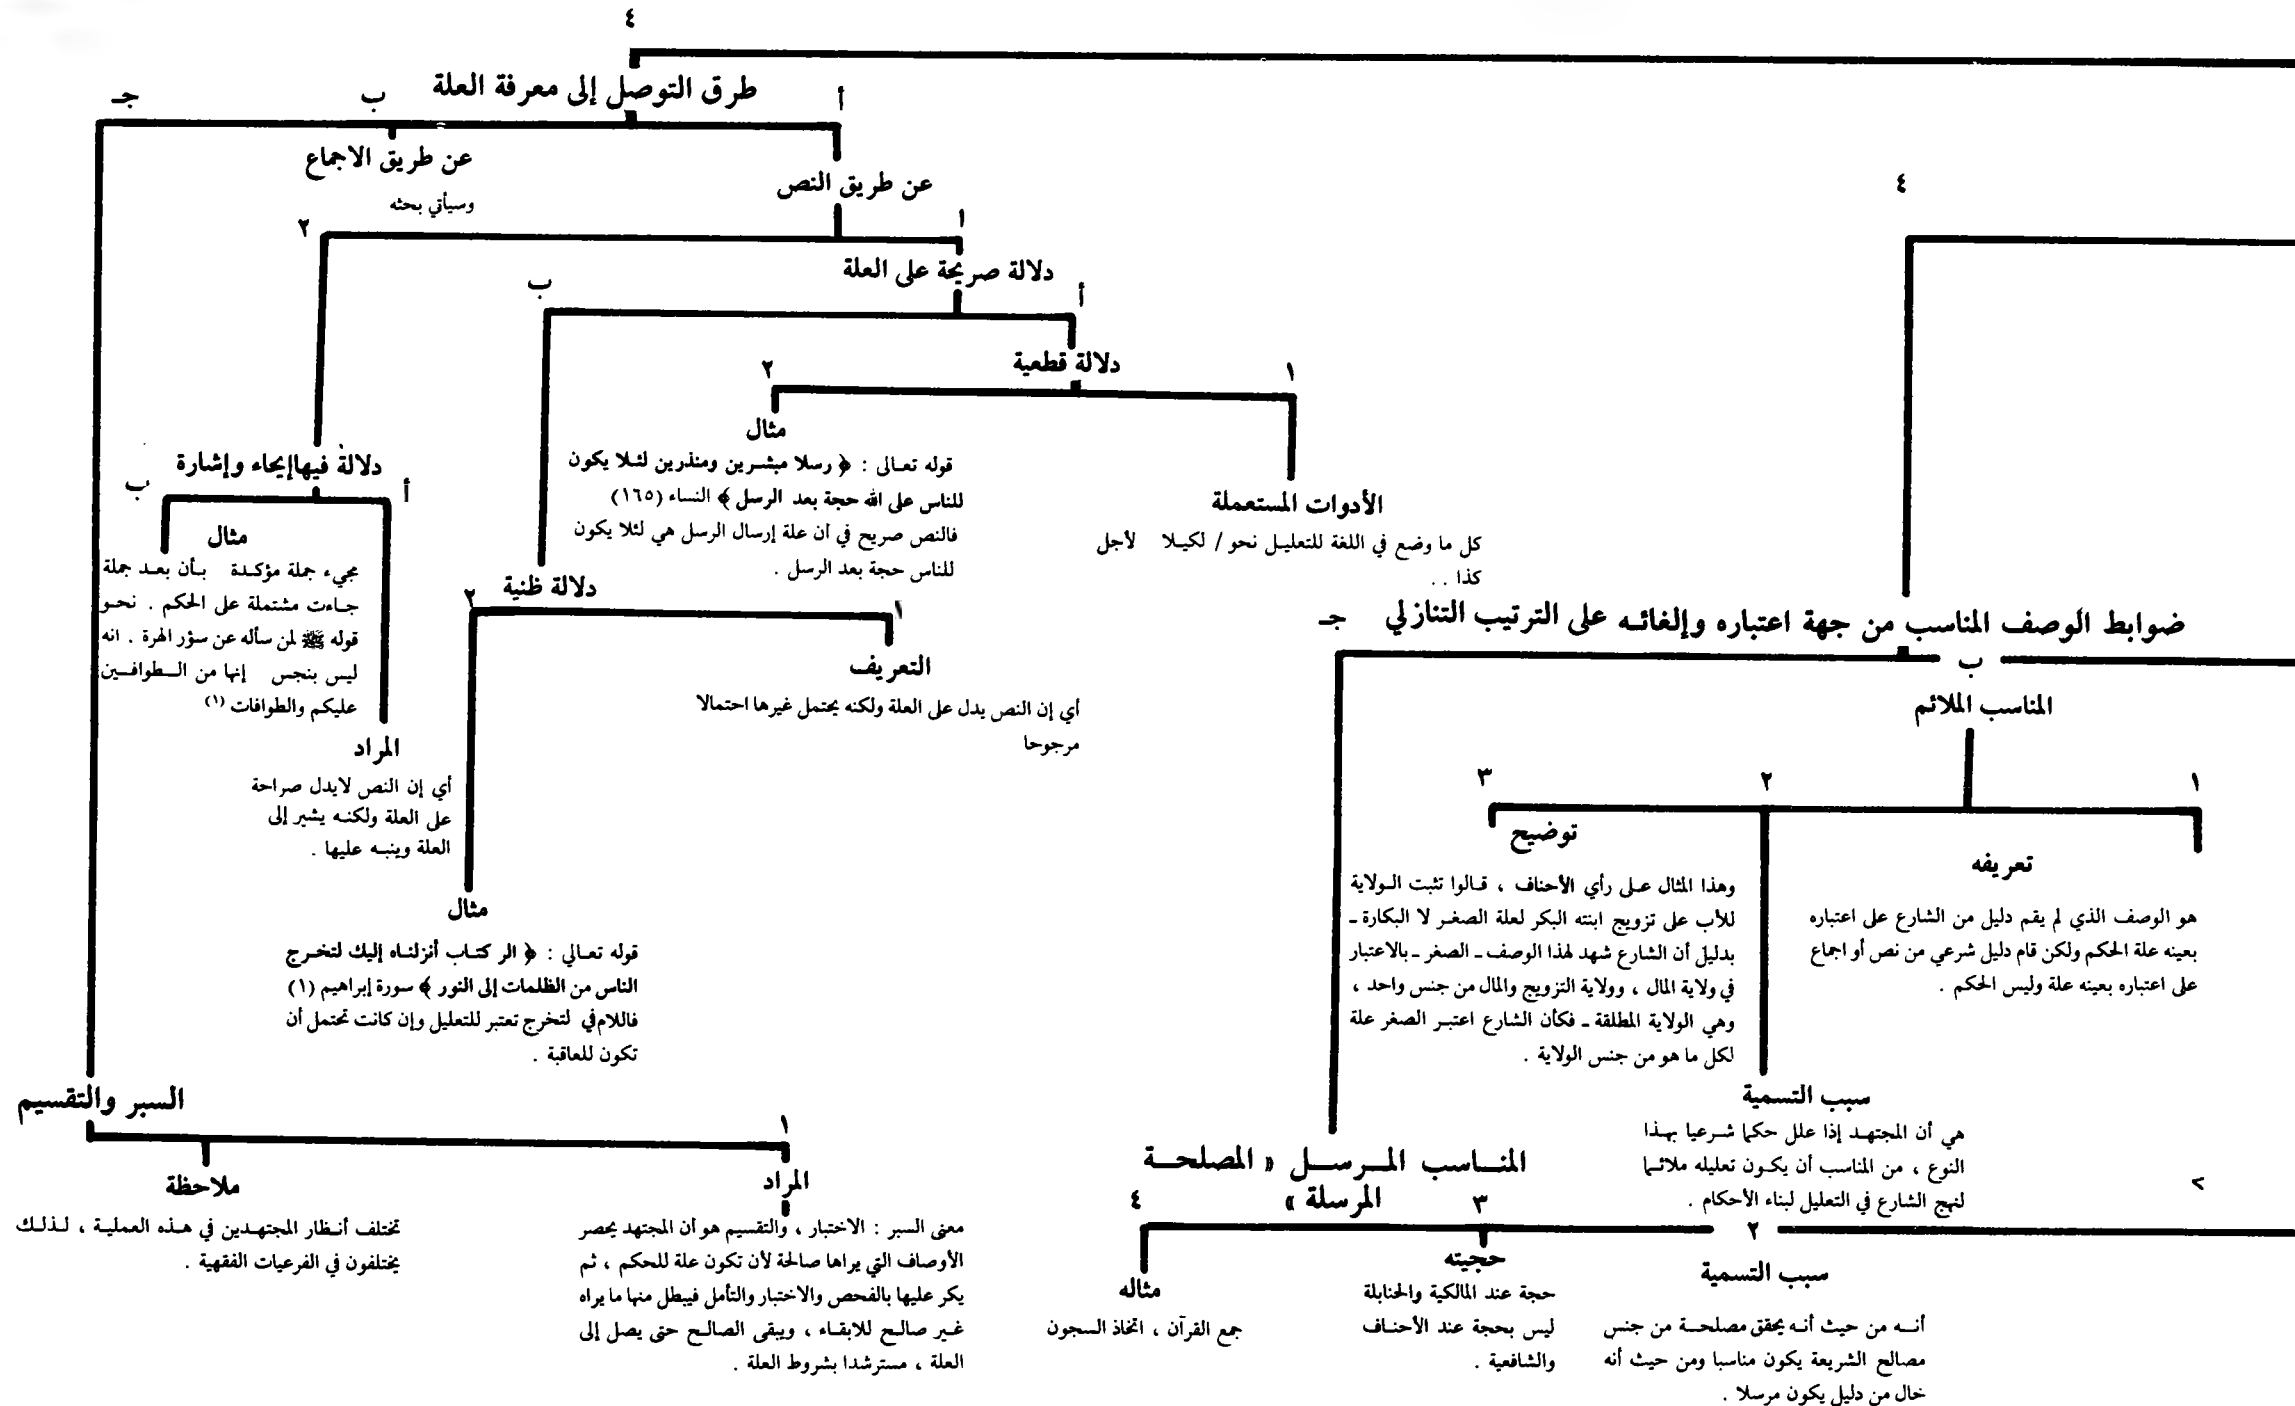 ٤
طرق التوصل إلى معرفة العلة
أ
ب
جـ
عن طريق النص
عن طريق الاجماع
وسيأتي بحثه
١
٢
دلالة صريحة على العلة
أ
ب
دلالة قطعية
١
٢
الأدوات المستعملة
كل ما وضع في اللغة للتعليل نحو / لكيلا لأجل
كذا . .
مثال
قوله تعالى : ﴿ رسلا مبشرين ومنذرين لئلا يكون
للناس على الله حجة بعد الرسل ﴾ النساء (١٦٥)
فالنص صريح في أن علة إرسال الرسل هي لئلا يكون
للناس حجة بعد الرسل .
دلالة ظنية
١
٢
التعريف
أي إن النص يدل على العلة ولكنه يحتمل غيرها احتمالا
مرجوحا
مثال
قوله تعالي : ﴿ الر كتاب أنزلناه إليك لتخرج
الناس من الظلمات إلى النور ﴾ سورة إبراهيم (١)
فاللام في لتخرج تعتبر للتعليل وإن كانت تحتمل أن
تكون للعاقبة .
دلالة فيها إيحاء وإشارة
أ
ب
المراد
أي إن النص لا يدل صراحة
على العلة ولكنه يشير إلى
العلة وينبه عليها .
مثال
مجيء جملة مؤكدة بأن بعد جملة
جاءت مشتملة على الحكم . نحو
قوله ﷺ لمن سأله عن سؤر الهرة . انه
ليس بنجس إنها من الطوافين
عليكم والطوافات (١)
السبر والتقسيم
١
المراد
معنى السبر : الاختبار ، والتقسيم هو أن المجتهد يحصر
الأوصاف التي يراها صالحة لأن تكون علة للحكم ، ثم
يكر عليها بالفحص والاختبار والتأمل فيبطل منها ما يراه
غير صالح للابقاء ، ويبقى الصالح حتى يصل إلى
العلة ، مسترشدا بشروط العلة .
ملاحظة
تختلف أنظار المجتهدين في هذه العملية ، لذلك
يختلفون في الفرعيات الفقهية .
٤
ضوابط الوصف المناسب من جهة اعتباره وإلغائه على الترتيب التنازلي
ب
جـ
المناسب الملائم
١
٢
٣
تعريفه
هو الوصف الذي لم يقم دليل من الشارع على اعتباره
بعينه علة الحكم ولكن قام دليل شرعي من نص أو اجماع
على اعتباره بعينه علة وليس الحكم .
توضيح
وهذا المثال على رأي الأحناف ، قالوا تثبت الولاية
للأب على تزويج ابنته البكر لعلة الصغر لا البكارة ـ
بدليل أن الشارع شهد لهذا الوصف ـ الصغر ـ بالاعتبار
في ولاية المال ، وولاية التزويج والمال من جنس واحد ،
وهي الولاية المطلقة ـ فكأن الشارع اعتبر الصغر علة
لكل ما هو من جنس الولاية .
سبب التسمية
هي أن المجتهد إذا علل حكما شرعيا بهذا
النوع ، من المناسب أن يكون تعليله ملائما
لنهج الشارع في التعليل لبناء الأحكام .
المناسب المرسل « المصلحة
المرسلة »
٢
٣
٤
سبب التسمية
أنه من حيث أنه يحقق مصلحة من جنس
مصالح الشريعة يكون مناسبا ومن حيث أنه
خال من دليل يكون مرسلا .
حجيته
حجة عند المالكية والحنابلة
ليس بحجة عند الأحناف
والشافعية .
مثاله
جمع القرآن ، اتخاذ السجون